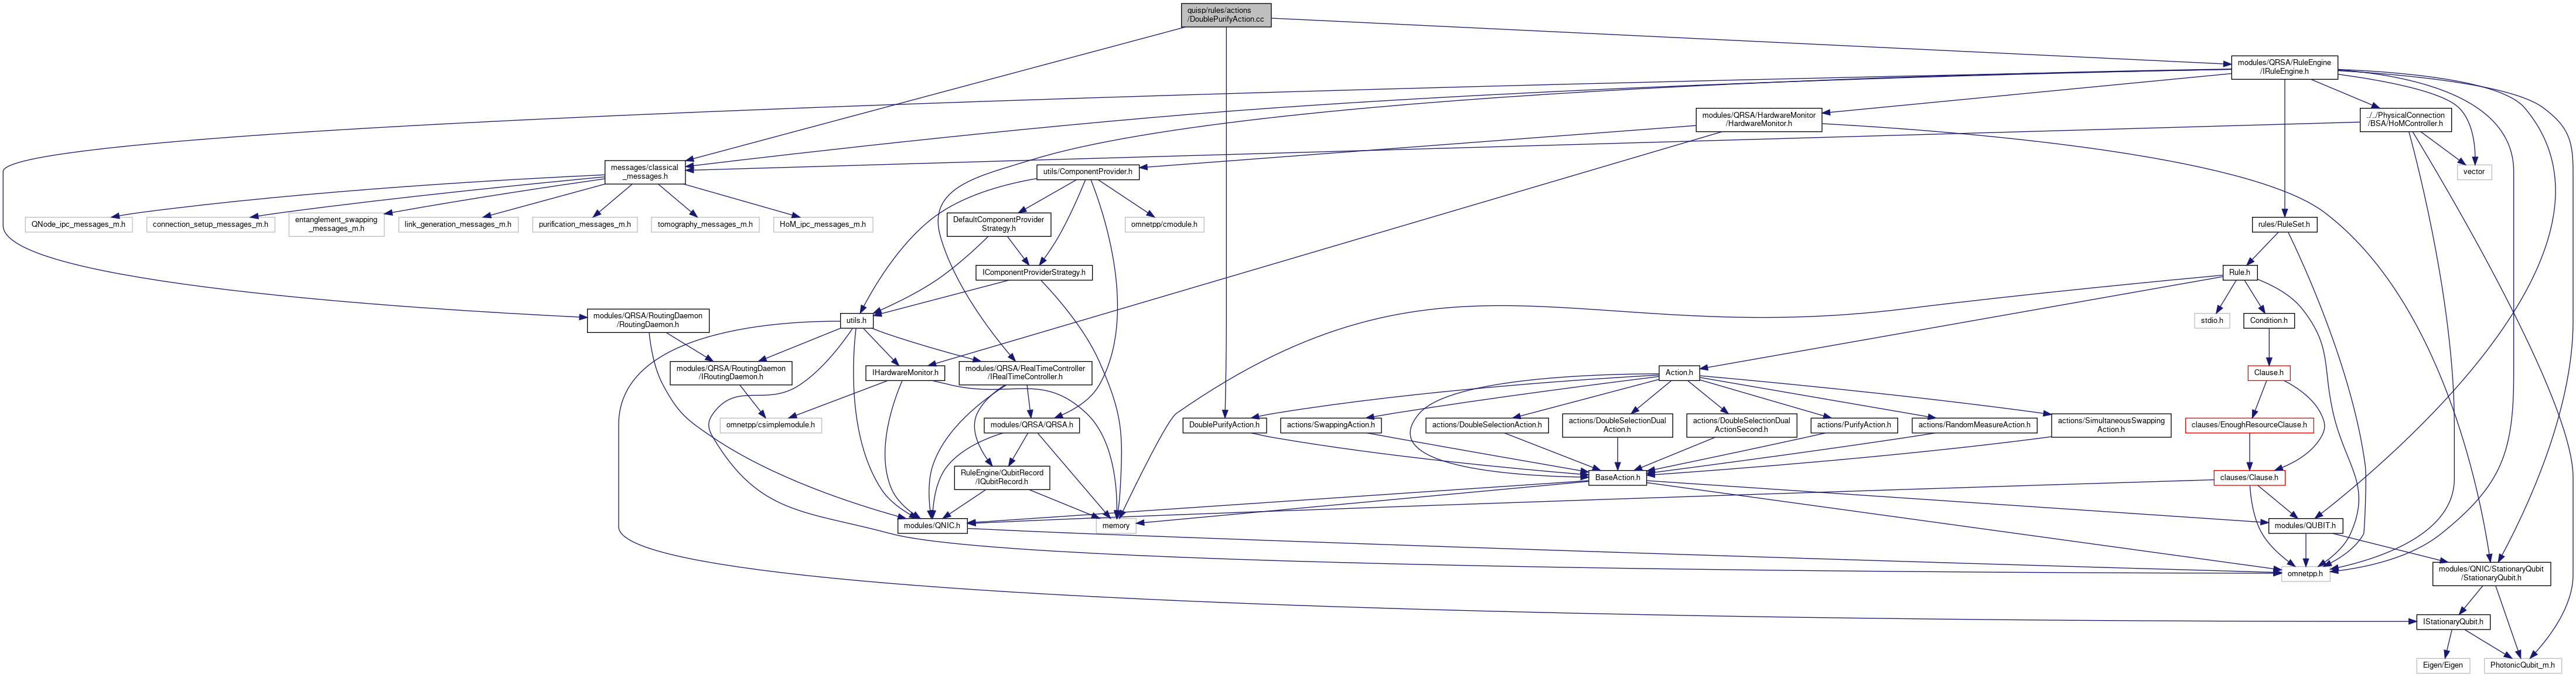 quisp/rules/actions
/DoublePurifyAction.cc
modules/QRSA/RuleEngine
/IRuleEngine.h
modules/QRSA/HardwareMonitor
/HardwareMonitor.h
../../PhysicalConnection
/BSA/HoMController.h
messages/classical
_messages.h
utils/ComponentProvider.h
vector
QNode_ipc_messages_m.h
connection_setup_messages_m.h
entanglement_swapping
_messages_m.h
link_generation_messages_m.h
purification_messages_m.h
tomography_messages_m.h
HoM_ipc_messages_m.h
DefaultComponentProvider
Strategy.h
omnetpp/cmodule.h
rules/RuleSet.h
IComponentProviderStrategy.h
Rule.h
modules/QRSA/RoutingDaemon
/RoutingDaemon.h
utils.h
stdio.h
Condition.h
modules/QRSA/RoutingDaemon
/IRoutingDaemon.h
IHardwareMonitor.h
modules/QRSA/RealTimeController
/IRealTimeController.h
Action.h
Clause.h
omnetpp/csimplemodule.h
modules/QRSA/QRSA.h
DoublePurifyAction.h
actions/SwappingAction.h
actions/DoubleSelectionAction.h
actions/DoubleSelectionDual
Action.h
actions/DoubleSelectionDual
ActionSecond.h
actions/PurifyAction.h
actions/RandomMeasureAction.h
actions/SimultaneousSwapping
Action.h
clauses/EnoughResourceClause.h
RuleEngine/QubitRecord
/IQubitRecord.h
BaseAction.h
clauses/Clause.h
modules/QNIC.h
memory
modules/QUBIT.h
omnetpp.h
modules/QNIC/StationaryQubit
/StationaryQubit.h
IStationaryQubit.h
Eigen/Eigen
PhotonicQubit_m.h